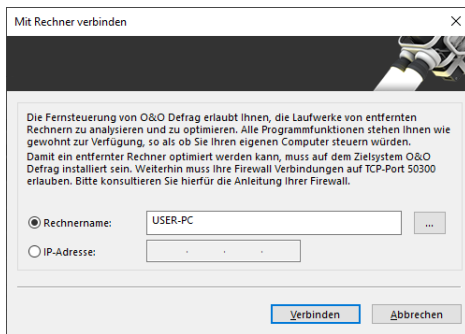 Mit Rechner verbinden
Die Fernsteuerung von O&O Defrag erlaubt Ihnen, die Laufwerke von entfernten
Rechnern zu analysieren und zu optimieren. Alle Programmfunktionen stehen Ihnen wie
gewohnt zur Verfügung, so als ob Sie Ihren eigenen Computer steuern würden.
Damit ein entfernter Rechner optimiert werden kann, muss auf dem Zielsystem O&O
Defrag installiert sein. Weiterhin muss Ihre Firewall Verbindungen auf TCP-Port 50300
erlauben. Bitte konsultieren Sie hierfür die Anleitung Ihrer Firewall.
Rechnername: USER-PC ...
IP-Adresse: . . .
Verbinden Abbrechen